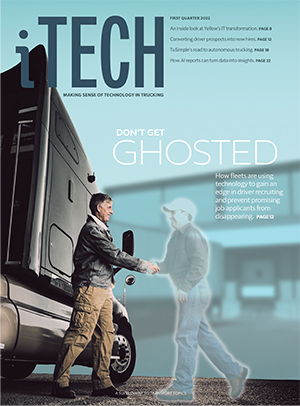 FIRST QUARTER 2022
An inside look at Yellow's IT transformation. PAGE 8
Converting driver prospects into new hires. PAGE 12
TuSimple's road to autonomous trucking. PAGE 18
How AI reports can turn data into insights. PAGE 22
iTECH
MAKING SENSE OF TECHNOLOGY IN TRUCKING
DON'T GET
GHOSTED
How fleets are using
technology to gain an
edge in driver recruiting
and prevent promising
job applicants from
disappearing. PAGE 12
A SUPPLEMENT TO TRANSPORT TOPICS